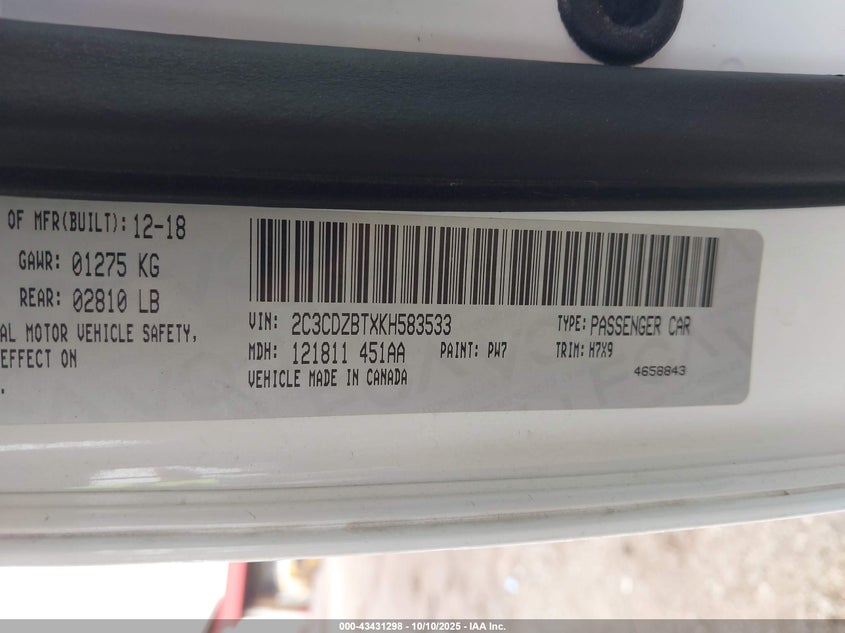 OF MFR(BUILT): 12-18
GAWR: 01275 KG
REAR: 02810 LB
AL MOTOR VEHICLE SAFETY,
EFFECT ON
.
VIN: 2C3CDZBTXKH583533 TYPE: PASSENGER CAR
MDH: 121811 451AA PAINT: PW7 TRIM: H7X9
VEHICLE MADE IN CANADA 4658843
000-43431298 - 10/10/2025 - IAA Inc.